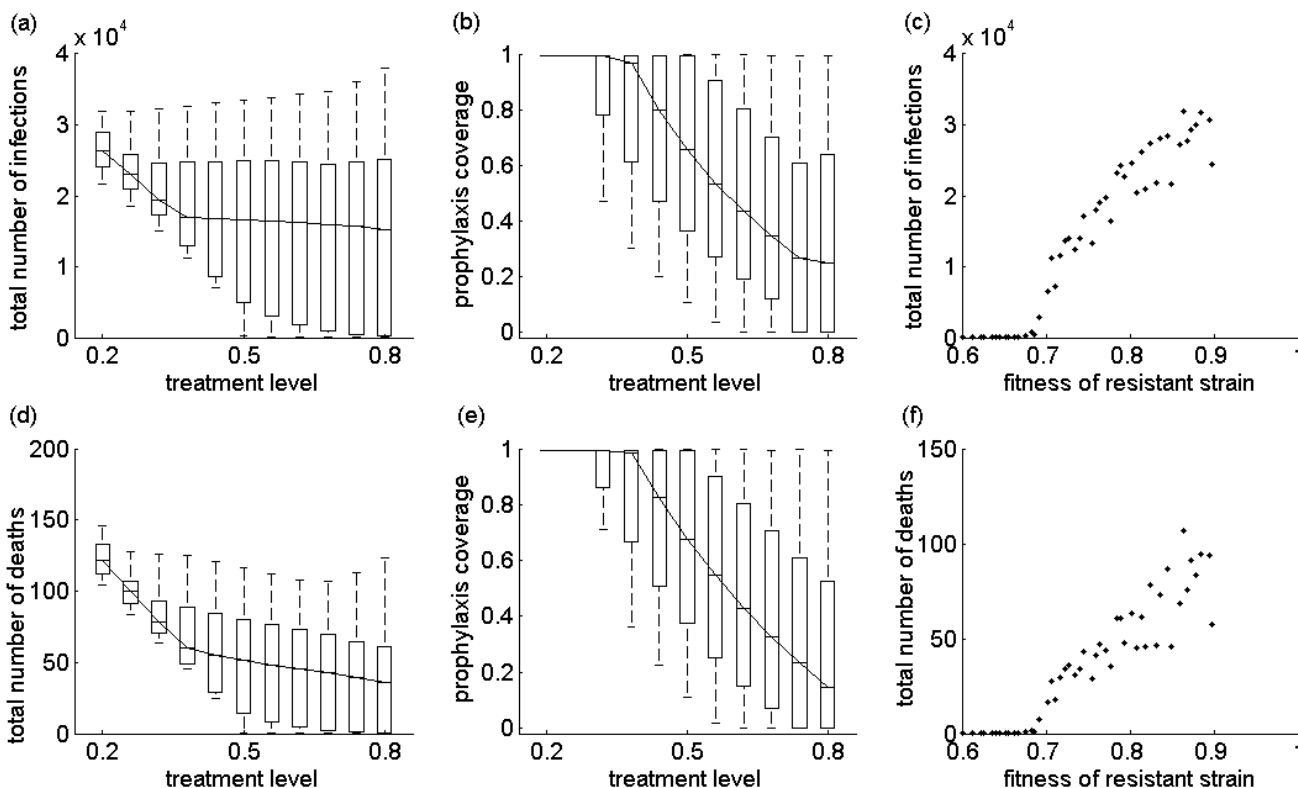 (a)
x 10⁴
4
3
2
1
0
total number of infections
0.2 0.5 0.8
treatment level
(b)
1
0.8
0.6
0.4
0.2
0
prophylaxis coverage
0.2 0.5 0.8
treatment level
(c)
x 10⁴
4
3
2
1
0
total number of infections
0.6 0.7 0.8 0.9 1
fitness of resistant strain
(d)
200
150
100
50
0
total number of deaths
0.2 0.5 0.8
treatment level
(e)
1
0.8
0.6
0.4
0.2
0
prophylaxis coverage
0.2 0.5 0.8
treatment level
(f)
150
100
50
0
total number of deaths
0.6 0.7 0.8 0.9 1
fitness of resistant strain